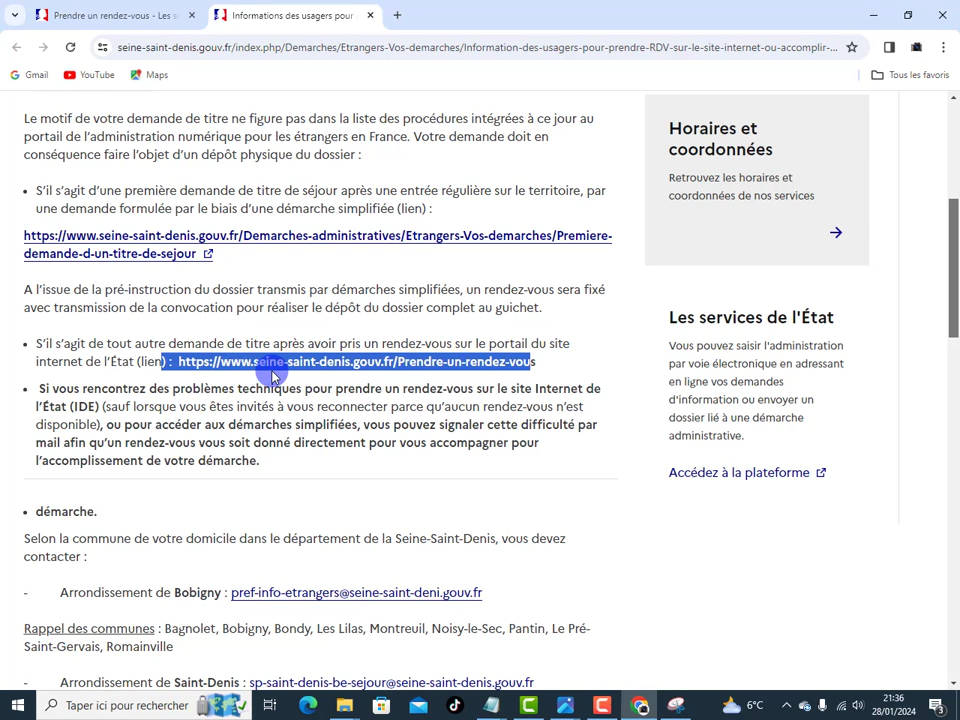 Prendre un rendez-vous - Les s
Informations des usagers pour
seine-saint-denis.gouv.fr/index.php/Demarches/Etrangers-Vos-demarches/Information-des-usagers-pour-prendre-RDV-sur-le-site-internet-ou-accomplir-...
Gmail
YouTube
Maps
Tous les favoris
Le motif de votre demande de titre ne figure pas dans la liste des procédures intégrées à ce jour au
portail de l'administration numérique pour les étrangers en France. Votre demande doit en
conséquence faire l'objet d'un dépôt physique du dossier :
• S'il s'agit d'une première demande de titre de séjour après une entrée régulière sur le territoire, par
une demande formulée par le biais d'une démarche simplifiée (lien) :
https://www.seine-saint-denis.gouv.fr/Demarches-administratives/Etrangers-Vos-demarches/Premiere-
demande-d-un-titre-de-sejour
A l'issue de la pré-instruction du dossier transmis par démarches simplifiées, un rendez-vous sera fixé
avec transmission de la convocation pour réaliser le dépôt du dossier complet au guichet.
• S'il s'agit de tout autre demande de titre après avoir pris un rendez-vous sur le portail du site
internet de l'État (lien) : https://www.seine-saint-denis.gouv.fr/Prendre-un-rendez-vous
• Si vous rencontrez des problèmes techniques pour prendre un rendez-vous sur le site Internet de
l'État (IDE) (sauf lorsque vous êtes invités à vous reconnecter parce qu'aucun rendez-vous n'est
disponible), ou pour accéder aux démarches simplifiées, vous pouvez signaler cette difficulté par
mail afin qu'un rendez-vous vous soit donné directement pour vous accompagner pour
l'accomplissement de votre démarche.
• démarche.
Selon la commune de votre domicile dans le département de la Seine-Saint-Denis, vous devez
contacter :
- Arrondissement de Bobigny : pref-info-etrangers@seine-saint-deni.gouv.fr
Rappel des communes : Bagnolet, Bobigny, Bondy, Les Lilas, Montreuil, Noisy-le-Sec, Pantin, Le Pré-
Saint-Gervais, Romainville
- Arrondissement de Saint-Denis : sp-saint-denis-be-sejour@seine-saint-denis.gouv.fr
Horaires et
coordonnées
Retrouvez les horaires et
coordonnées de nos services
Les services de l'État
Vous pouvez saisir l'administration
par voie électronique en adressant
en ligne vos demandes
d'information ou envoyer un
dossier lié à une démarche
administrative.
Accédez à la plateforme
Taper ici pour rechercher
6°C
21:36
28/01/2024
3